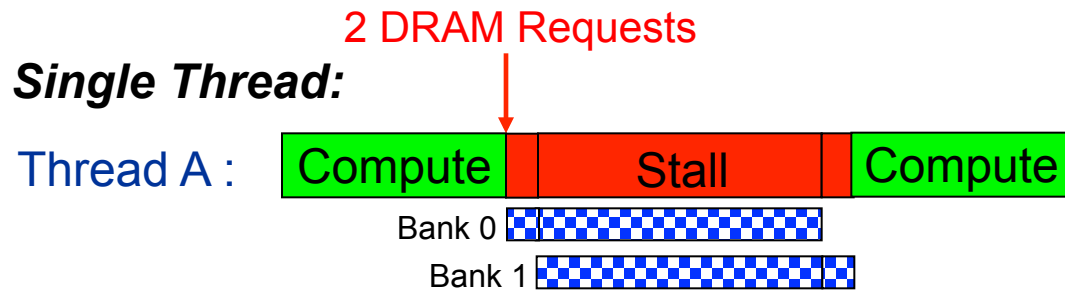 2 DRAM Requests
Single Thread:
Thread A : Compute Stall Compute
Bank 0
Bank 1